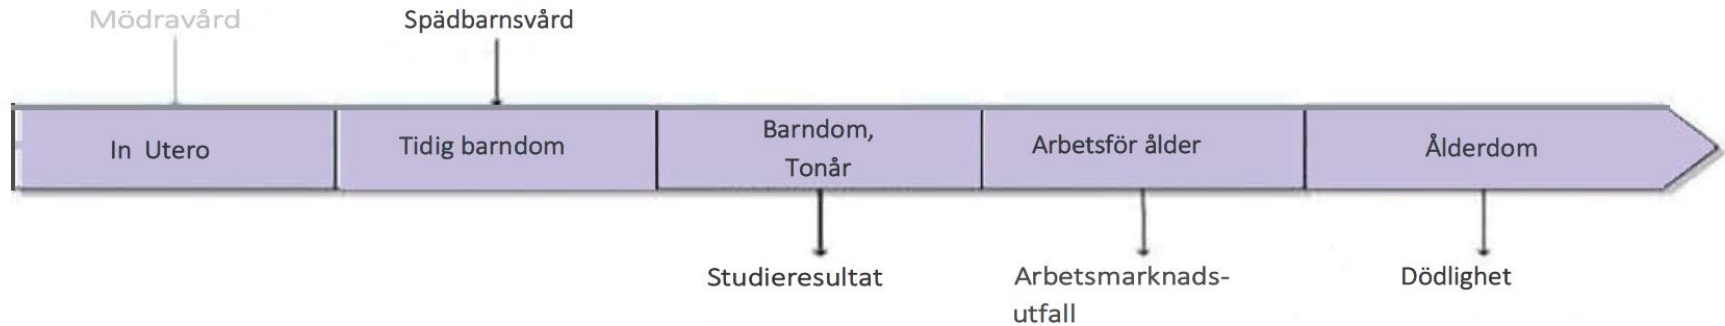 Mödravård
Spädbarnsvård
In Utero
Tidig barndom
Barndom,
Tonår
Arbetsför ålder
Ålderdom
Studieresultat
Arbetsmarknads-
utfall
Dödlighet